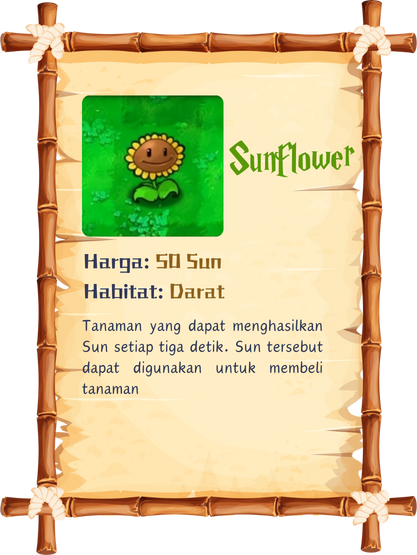 Sunflower
Harga: 50 Sun
Habitat: Darat
Tanaman yang dapat menghasilkan
Sun setiap tiga detik. Sun tersebut
dapat digunakan untuk membeli
tanaman